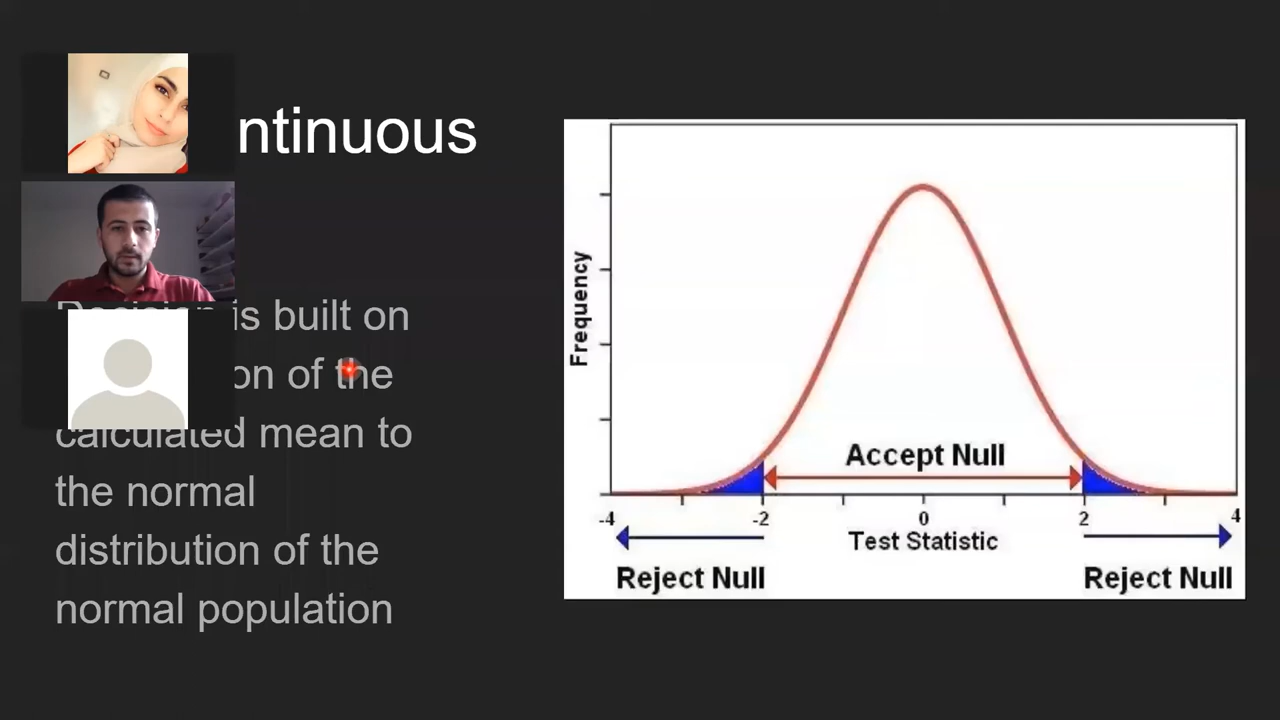 ntinuous
Decision is built on
on of the
calculated mean to
the normal
distribution of the
normal population
Frequency
Accept Null
-4 -2 0 2 4
Test Statistic
Reject Null Reject Null